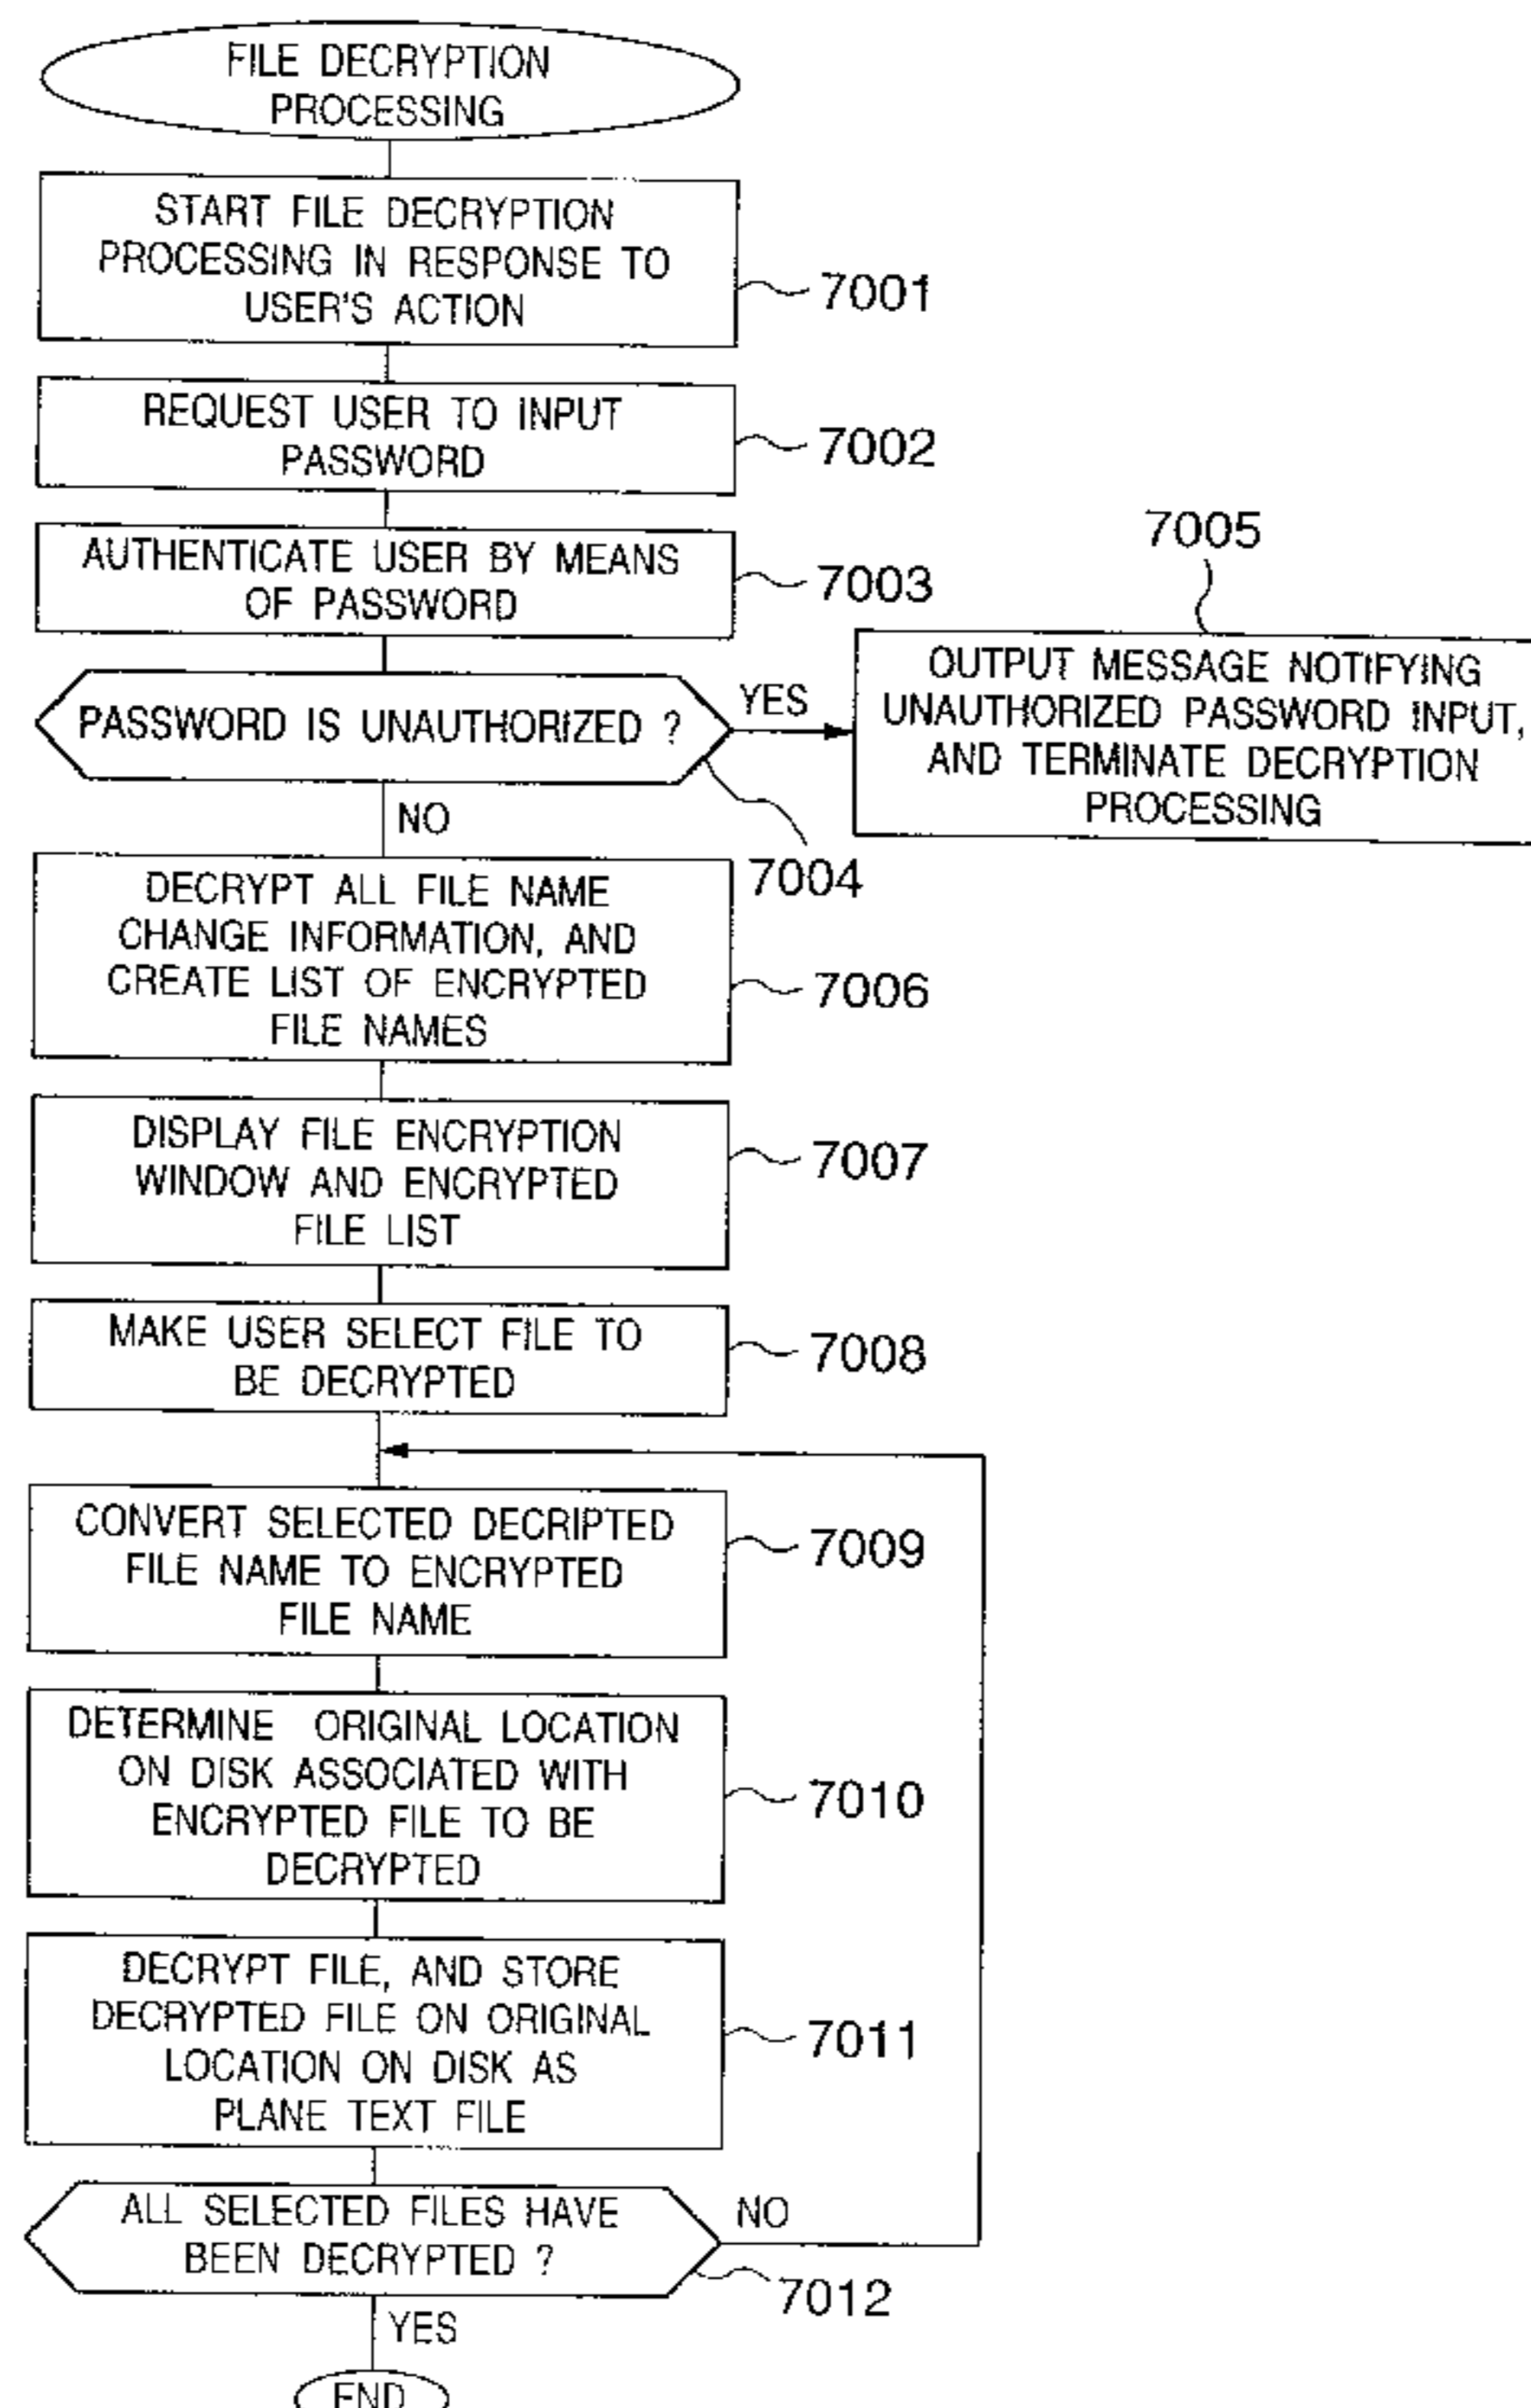 FILE DECRYPTION
PROCESSING
START FILE DECRYPTION
PROCESSING IN RESPONSE TO
USER'S ACTION
7001
REQUEST USER TO INPUT
PASSWORD
7002
AUTHENTICATE USER BY MEANS
OF PASSWORD
7003
PASSWORD IS UNAUTHORIZED ?
YES
7005
OUTPUT MESSAGE NOTIFYING
UNAUTHORIZED PASSWORD INPUT,
AND TERMINATE DECRYPTION
PROCESSING
NO
7004
DECRYPT ALL FILE NAME
CHANGE INFORMATION, AND
CREATE LIST OF ENCRYPTED
FILE NAMES
7006
DISPLAY FILE ENCRYPTION
WINDOW AND ENCRYPTED
FILE LIST
7007
MAKE USER SELECT FILE TO
BE DECRYPTED
7008
CONVERT SELECTED DECRIPTED
FILE NAME TO ENCRYPTED
FILE NAME
7009
DETERMINE ORIGINAL LOCATION
ON DISK ASSOCIATED WITH
ENCRYPTED FILE TO BE
DECRYPTED
7010
DECRYPT FILE, AND STORE
DECRYPTED FILE ON ORIGINAL
LOCATION ON DISK AS
PLANE TEXT FILE
7011
ALL SELECTED FILES HAVE
BEEN DECRYPTED ?
NO
7012
YES
END